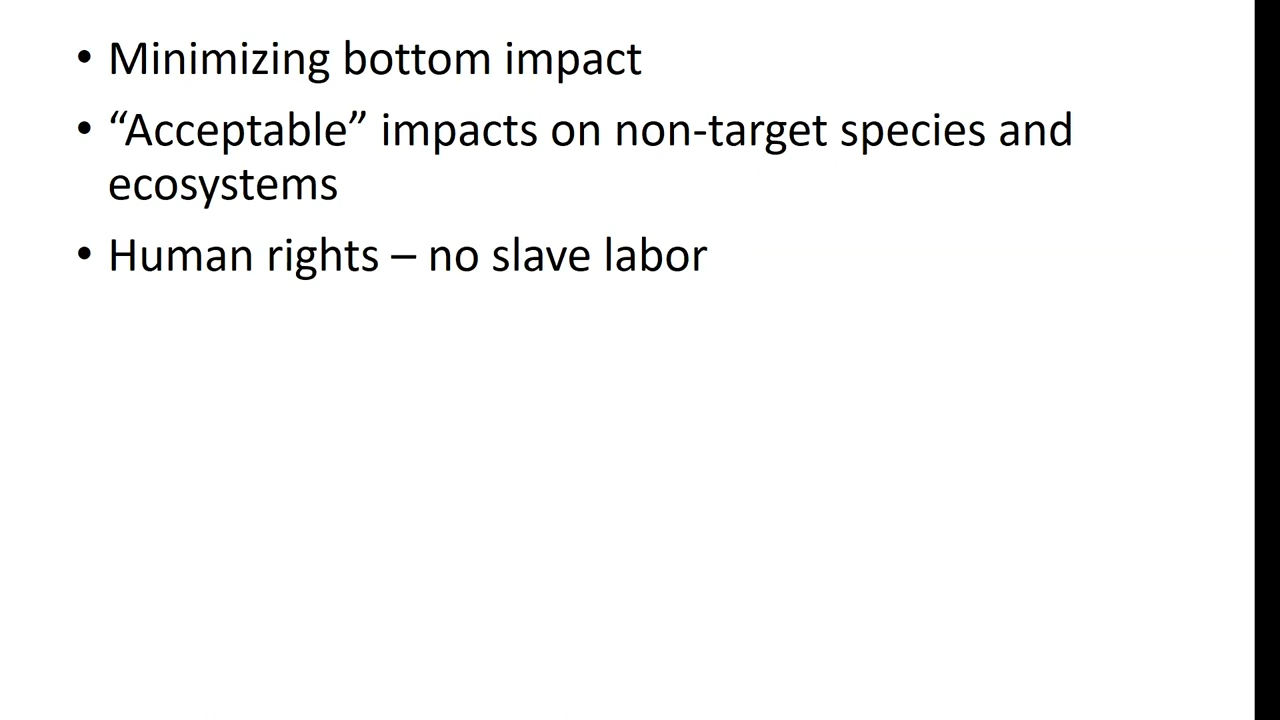 • Minimizing bottom impact
• “Acceptable” impacts on non-target species and
ecosystems
• Human rights – no slave labor